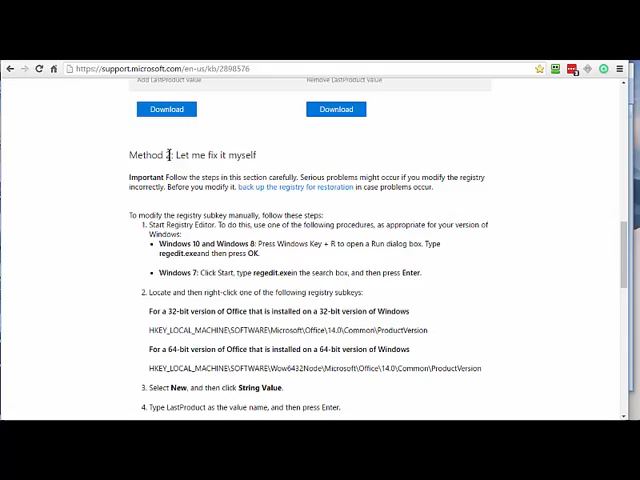 https://support.microsoft.com/en-us/kb/2898576
Add LastProduct value Remove LastProduct value
Download Download
Method 2: Let me fix it myself
Important Follow the steps in this section carefully. Serious problems might occur if you modify the registry
incorrectly. Before you modify it, back up the registry for restoration in case problems occur.
To modify the registry subkey manually, follow these steps:
1. Start Registry Editor. To do this, use one of the following procedures, as appropriate for your version of
Windows:
• Windows 10 and Windows 8: Press Windows Key + R to open a Run dialog box. Type
regedit.exeand then press OK.
• Windows 7: Click Start, type regedit.exein the search box, and then press Enter.
2. Locate and then right-click one of the following registry subkeys:
For a 32-bit version of Office that is installed on a 32-bit version of Windows
HKEY_LOCAL_MACHINE\SOFTWARE\Microsoft\Office\14.0\Common\ProductVersion
For a 64-bit version of Office that is installed on a 64-bit version of Windows
HKEY_LOCAL_MACHINE\SOFTWARE\Wow6432Node\Microsoft\Office\14.0\Common\ProductVersion
3. Select New, and then click String Value.
4. Type LastProduct as the value name, and then press Enter.